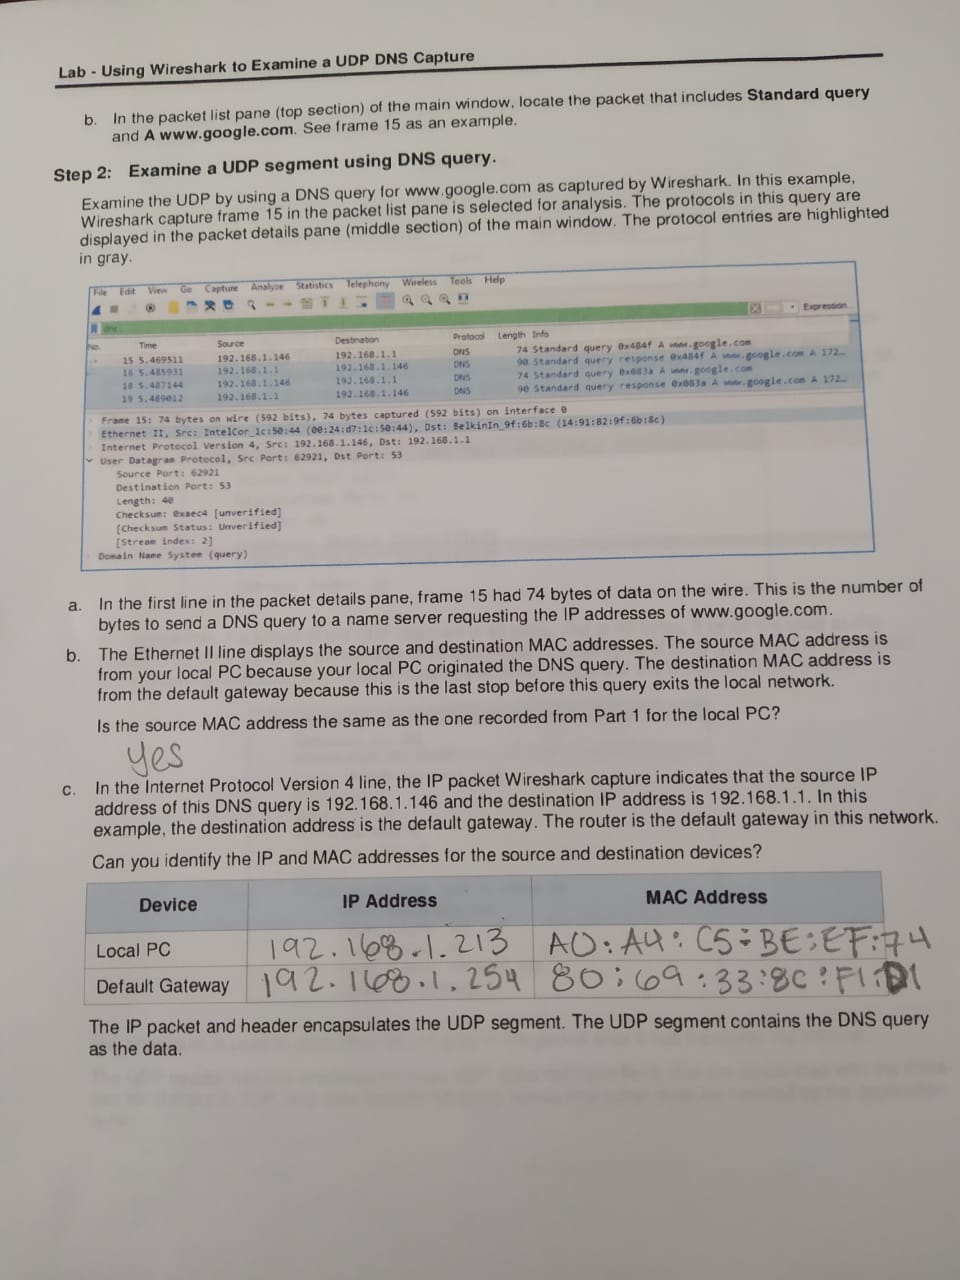 Lab - Using Wireshark to Examine a UDP DNS Capture
b. In the packet list pane (top section) of the main window, locate the packet that includes Standard query
and A www.google.com. See frame 15 as an example.
Step 2: Examine a UDP segment using DNS query.
Examine the UDP by using a DNS query for www.google.com as captured by Wireshark. In this example,
Wireshark capture frame 15 in the packet list pane is selected for analysis. The protocols in this query are
displayed in the packet details pane (middle section) of the main window. The protocol entries are highlighted
in gray.
File Edit View Go Capture Analyze Statistics Telephony Wireless Tools Help
Expression...
dns
No. Time Source Destination Protocol Length Info
15 5.469511 192.168.1.146 192.168.1.1 DNS 74 Standard query 0x484f A www.google.com
16 5.485931 192.168.1.1 192.168.1.146 DNS 90 Standard query response 0x484f A www.google.com A 172...
18 5.487144 192.168.1.146 192.168.1.1 DNS 74 Standard query 0x083a A www.google.com
19 5.489012 192.168.1.1 192.168.1.146 DNS 90 Standard query response 0x083a A www.google.com A 172...
Frame 15: 74 bytes on wire (592 bits), 74 bytes captured (592 bits) on interface 0
Ethernet II, Src: IntelCor_1c:50:44 (00:24:d7:1c:50:44), Dst: BelkinIn_9f:6b:8c (14:91:82:9f:6b:8c)
Internet Protocol Version 4, Src: 192.168.1.146, Dst: 192.168.1.1
User Datagram Protocol, Src Port: 62921, Dst Port: 53
Source Port: 62921
Destination Port: 53
Length: 40
Checksum: 0xaec4 [unverified]
[Checksum Status: Unverified]
[Stream index: 2]
Domain Name System (query)
a. In the first line in the packet details pane, frame 15 had 74 bytes of data on the wire. This is the number of
bytes to send a DNS query to a name server requesting the IP addresses of www.google.com.
b. The Ethernet II line displays the source and destination MAC addresses. The source MAC address is
from your local PC because your local PC originated the DNS query. The destination MAC address is
from the default gateway because this is the last stop before this query exits the local network.
Is the source MAC address the same as the one recorded from Part 1 for the local PC?
yes
c. In the Internet Protocol Version 4 line, the IP packet Wireshark capture indicates that the source IP
address of this DNS query is 192.168.1.146 and the destination IP address is 192.168.1.1. In this
example, the destination address is the default gateway. The router is the default gateway in this network.
Can you identify the IP and MAC addresses for the source and destination devices?
Device IP Address MAC Address
Local PC 192.168.1.213 A0:A4:C5:BE:EF:74
Default Gateway 192.168.1.254 80:69:33:8C:F1:D1
The IP packet and header encapsulates the UDP segment. The UDP segment contains the DNS query
as the data.